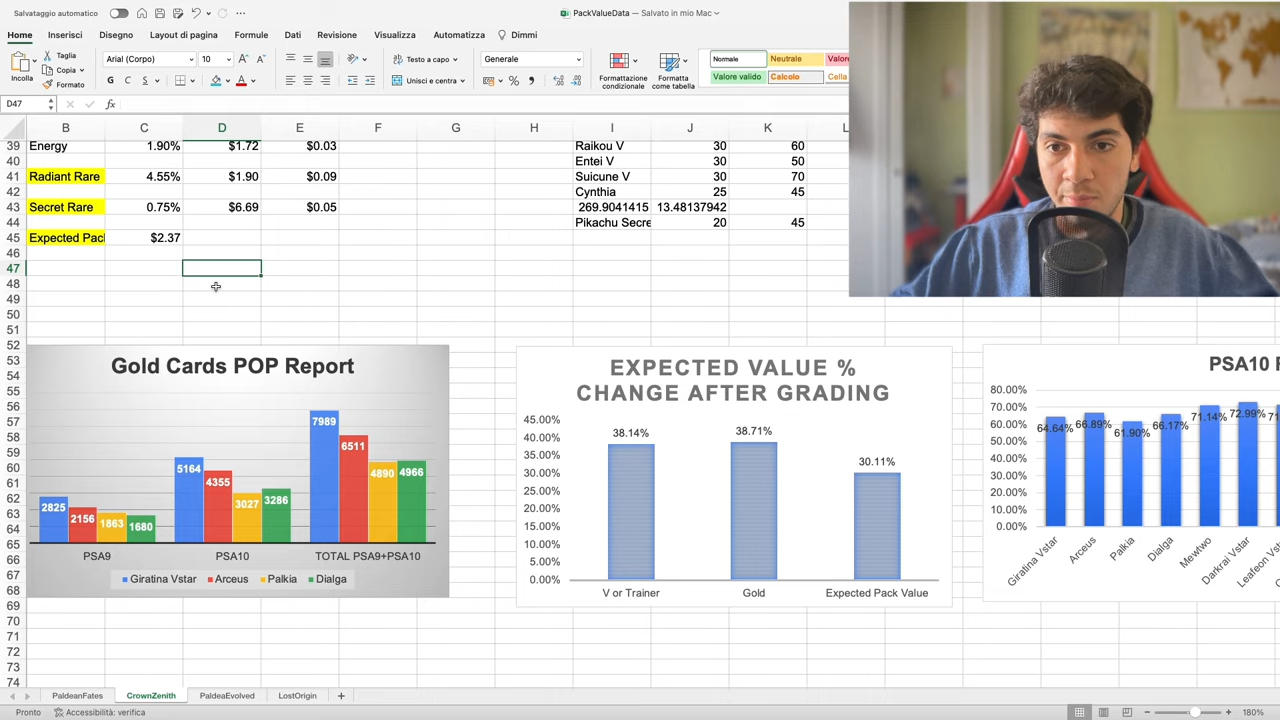 Salvataggio automatico
PackValueData — Salvato in mio Mac
Home Inserisci Disegno Layout di pagina Formule Dati Revisione Visualizza Automatizza Dimmi
Incolla
Taglia
Copia
Formato
Arial (Corpo) 10 A A
G C S A
Testo a capo
Unisci e centra
Generale
%
Formattazione condizionale
Formatta come tabella
Normale Neutrale Valore
Valore valido Calcolo Cella
D47 fx
B C D E F G H I J K L
39 Energy 1.90% $1.72 $0.03 Raikou V 30 60
40 Entei V 30 50
41 Radiant Rare 4.55% $1.90 $0.09 Suicune V 30 70
42 Cynthia 25 45
43 Secret Rare 0.75% $6.69 $0.05 269.9041415 13.48137942
44 Pikachu Secre 20 45
45 Expected Pacl $2.37
46
47
48
49
50
51
52
53
54
55
56
57
58
59
60
61
62
63
64
65
66
67
68
69
70
71
72
73
74
Gold Cards POP Report
7989
6511
5164
4355
4890 4966
3027 3286
2825
2156 1863 1680
PSA9 PSA10 TOTAL PSA9+PSA10
Giratina Vstar Arceus Palkia Dialga
EXPECTED VALUE %
CHANGE AFTER GRADING
45.00%
40.00%
35.00%
30.00%
25.00%
20.00%
15.00%
10.00%
5.00%
0.00%
38.14% 38.71% 30.11%
V or Trainer Gold Expected Pack Value
PSA10
80.00%
70.00%
60.00%
50.00%
40.00%
30.00%
20.00%
10.00%
0.00%
64.64% 66.89% 61.90% 66.17% 71.14% 72.99% 71
Giratina Vstar Arceus Palkia Dialga Mewtwo Darkrai Vstar Leafeon Vst
PaldeanFates CrownZenith PaldeaEvolved LostOrigin +
Pronto Accessibilità: verifica
180%